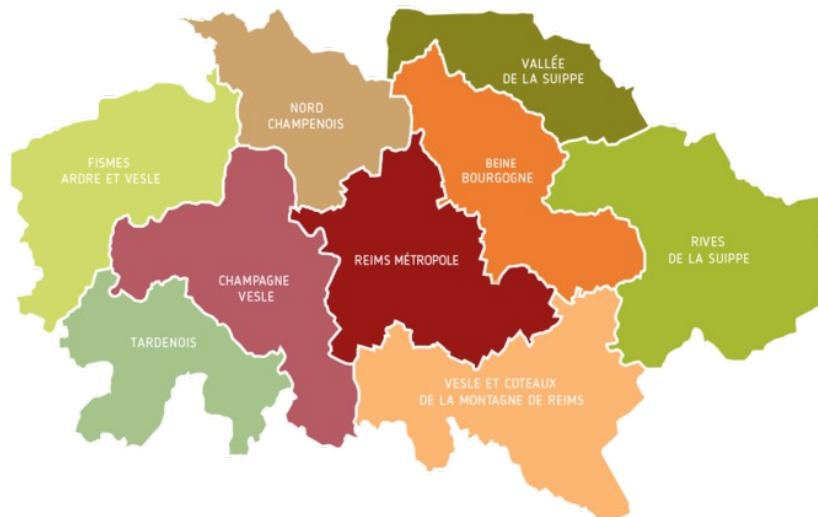 VALLÉE
DE LA SUIPPE
NORD
CHAMPENOIS
FISMES
ARDRE ET VESLE
BEINE
BOURGOGNE
RIVES
DE LA SUIPPE
REIMS MÉTROPOLE
CHAMPAGNE
VESLE
TARDENOIS
VESLE ET COTEAUX
DE LA MONTAGNE DE REIMS